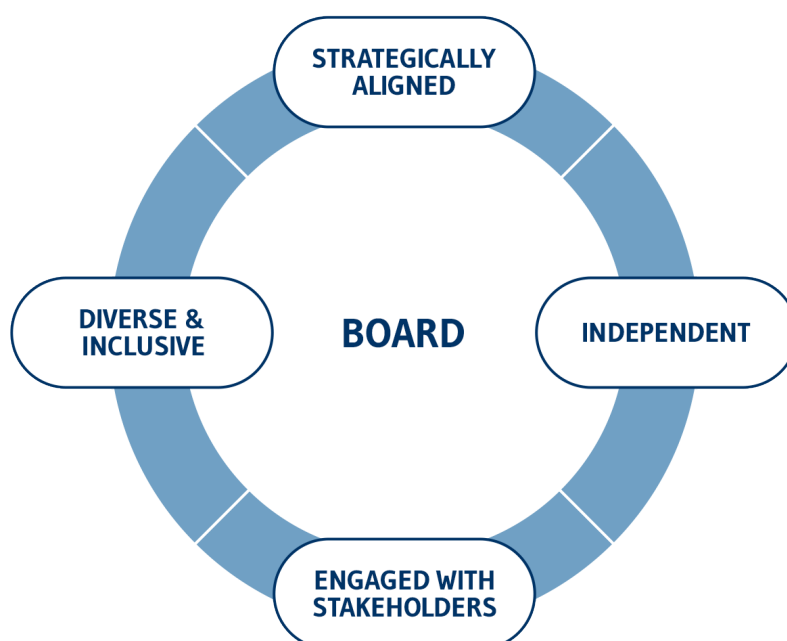 STRATEGICALLY
ALIGNED
DIVERSE &
INCLUSIVE
BOARD
INDEPENDENT
ENGAGED WITH
STAKEHOLDERS